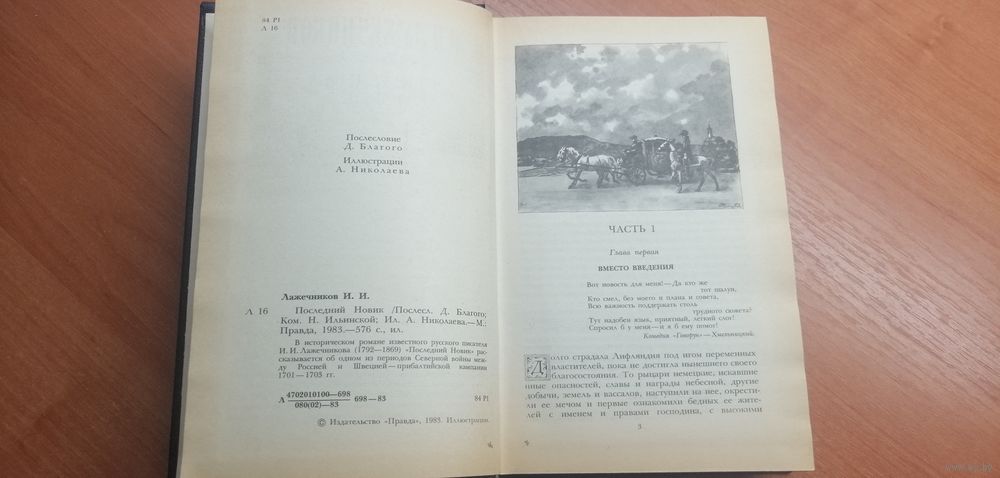 84 Р1
Л 16
Послесловие
Д. Благого
Иллюстрации
А. Николаева
Лажечников И. И.
Л 16 Последний Новик /Послесл. Д. Благого;
Ком. Н. Ильинской; Ил. А. Николаева.—М.:
Правда, 1983.—576 с., ил.
В историческом романе известного русского писателя
И. И. Лажечникова (1792—1869) «Последний Новик» рас-
сказывается об одном из периодов Северной войны меж-
ду Россией и Швецией—прибалтийской кампании
1701—1703 гг.
А 4702010100—698
080(02)—83 698—83 84 Р1
© Издательство «Правда», 1983. Иллюстрации.
ЧАСТЬ 1
Глава первая
ВМЕСТО ВВЕДЕНИЯ
Вот новость для меня!—Да кто же
тот шалун,
Кто смел, без моего и плана и совета,
Всю важность поддержать столь
трудного сюжета?
Тут надобен язык, приятный, легкий слог!
Спросил б у меня—и я б ему помог!
Комедия «Говорун»—Хмельницкий.
Долго страдала Лифляндия под игом переменных
властителей, пока не достигла нынешнего своего
благосостояния. То рыцари немецкие, искавшие
нные опасностей, славы и награды небесной, другие
добычи, земель и вассалов, наступили на нее, окрести-
ли ее мечом и первые ознакомили бедных ее жите-
лей с именем и правами господина, с высокими
3